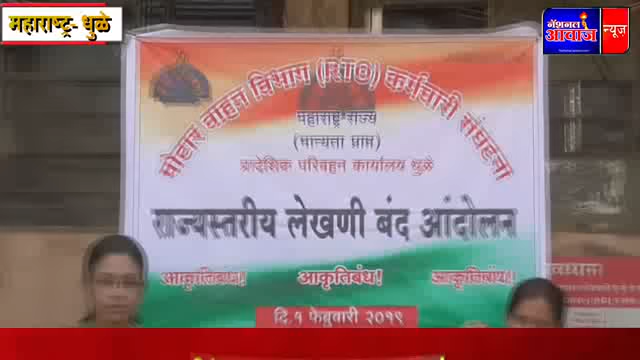 महाराष्ट्र- धुळे
नॅशनल
आवाज
न्यूज़
मोटार वाहन विभाग (RTO) कर्मचारी संघटना
महाराष्ट्र राज्य
(मान्यता प्राप्त)
प्रादेशिक परिवहन कार्यालय धुळे
राज्यस्तरीय लेखणी बंद आंदोलन
आकृतिबंध! आकृतिबंध! आकृतिबंध!
दि.१ फेब्रुवारी २०१९